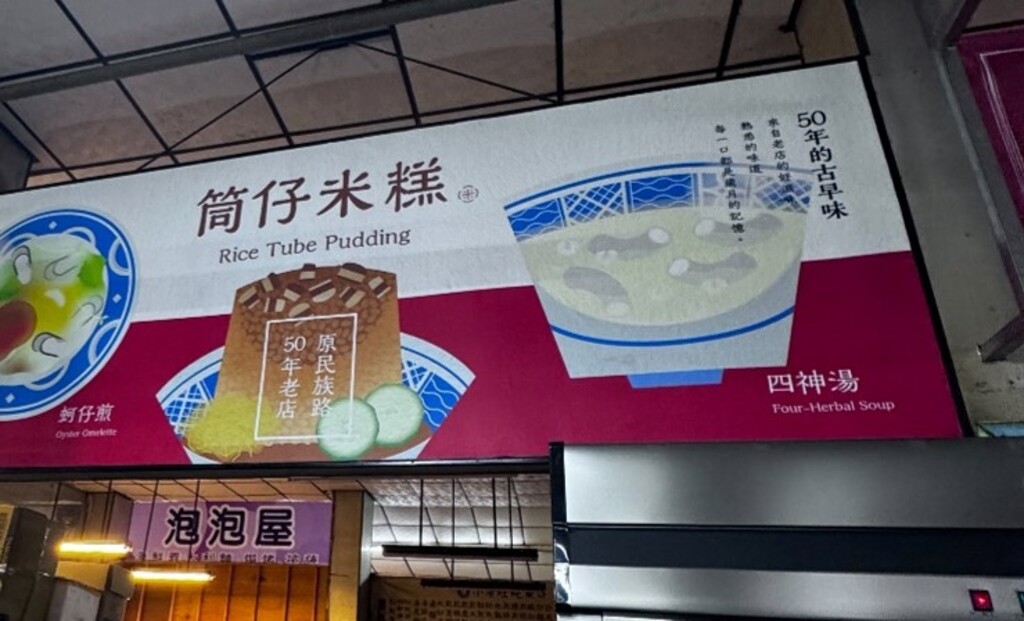 筒仔米糕
(米)
Rice Tube Pudding
50年的古早味
來自老店的好滋味
熟悉的味道
每一口都是道具的記憶。
原民族路
50年老店
蚵仔煎
Oyster Omelette
四神湯
Four-Herbal Soup
泡泡屋